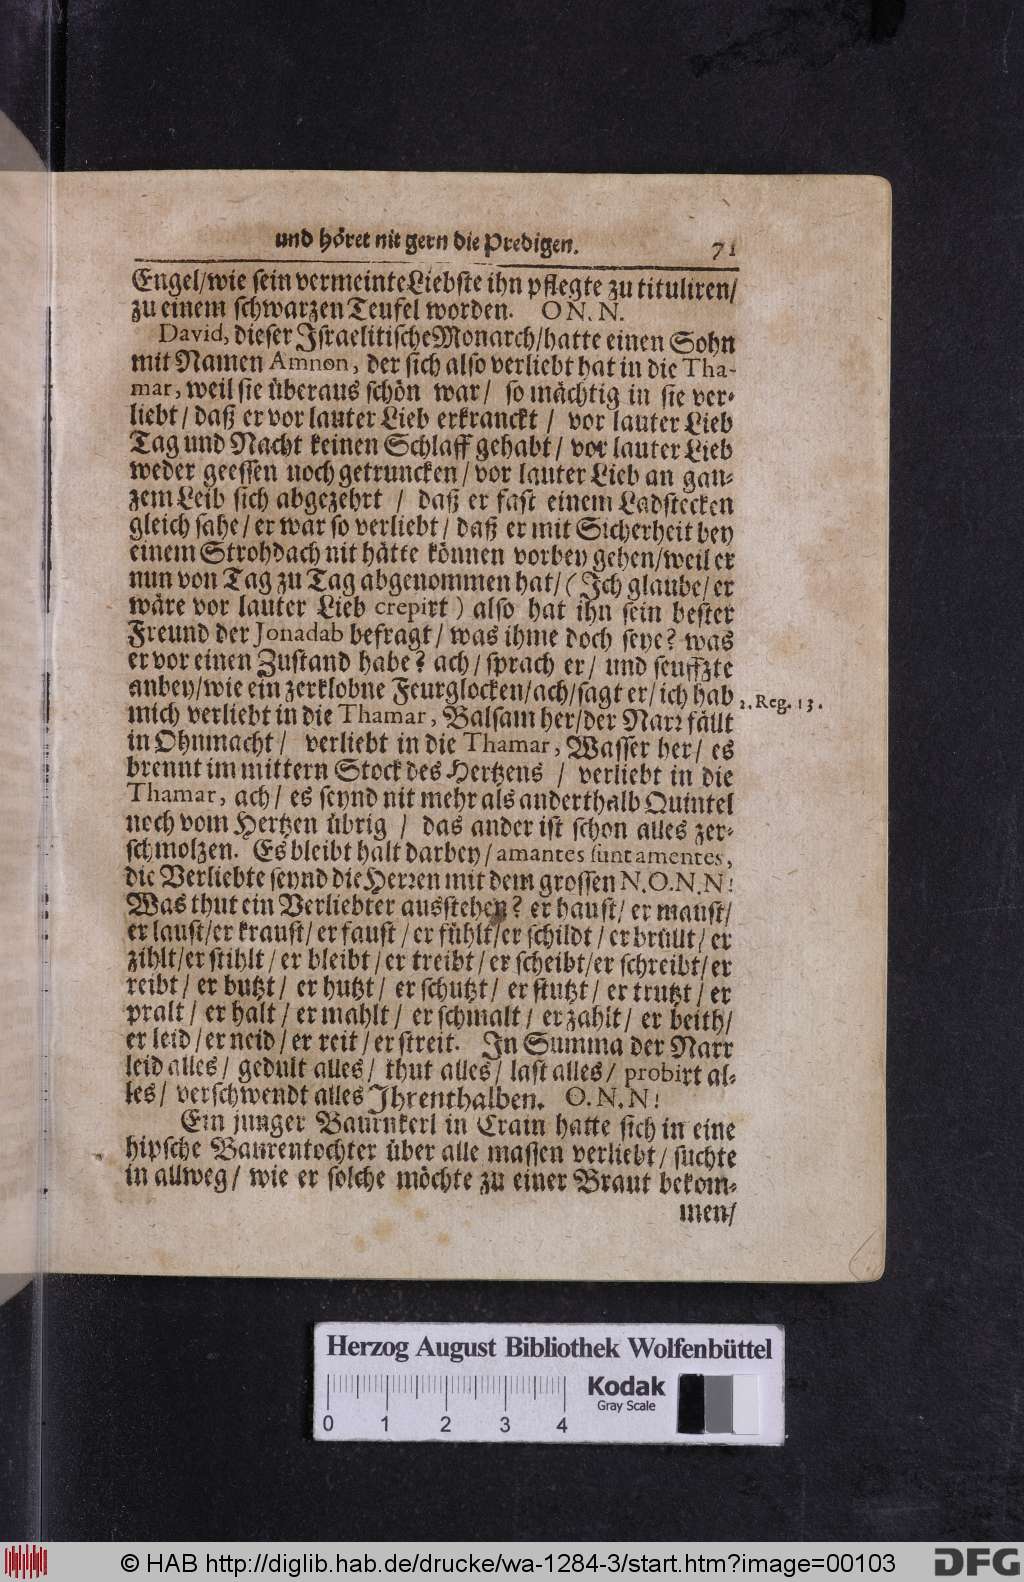 und höret nit gern die Predigen. 71
Engel/wie sein vermeinte Liebste ihn pflegte zu tituliren/
zu einem schwarzen Teufel worden. O N. N.
David, dieser Israelitische Monarch/hatte einen Sohn
mit Namen Amnon, der sich also verliebt hat in die Tha-
mar, weil sie überaus schön war/ so mächtig in sie ver-
liebt/ daß er vor lauter Lieb erkranckt/ vor lauter Lieb
Tag und Nacht keinen Schlaff gehabt/ vor lauter Lieb
weder geessen noch getruncken/ vor lauter Lieb an gan-
zem Leib sich abgezehrt/ daß er fast einem Ladstecken
gleich sahe/ er war so verliebt/ daß er mit Sicherheit bey
einem Strohdach nit hätte können vorbey gehen/weil er
nun von Tag zu Tag abgenommen hat/ (Ich glaube/ er
wäre vor lauter Lieb crepirt) also hat ihn sein bester
Freund der Jonadab befragt/ was ihme doch seye? was
er vor einen Zustand habe? ach/ sprach er/ und seuffzte
anbey/wie ein zerklobne Feurglocken/ach/sagt er/ ich hab
2. Reg. 13.
mich verliebt in die Thamar, Balsam her/der Narr fällt
in Ohnmacht/ verliebt in die Thamar, Wasser her/ es
brennt im mittern Stock des Hertzens/ verliebt in die
Thamar, ach/ es seynd nit mehr als anderthalb Quintel
noch vom Hertzen übrig/ das ander ist schon alles zer-
schmolzen. Es bleibt halt darbey/ amantes sunt amentes,
die Verliebte seynd die Herren mit dem grossen N. O. N. N!
Was thut ein Verliebter ausstehen? er haust/ er maust/
er laust/er kraust/ er faust/ er fühlt/er schildt/ er brüllt/ er
zihlt/er stihlt/ er bleibt/ er treibt/ er scheibt/er schreibt/ er
reibt/ er butzt/ er hutzt/ er schutzt/ er stutzt/ er trutzt/ er
pralt/ er halt/ er mahlt/ er schmalt/ er zahlt/ er beith/
er leid/ er neid/ er reit/ er streit. In Summa der Narr
leid alles/ gedult alles/ thut alles/ last alles/ probirt al-
les/ verschwendt alles Ihrenthalben. O. N. N!
Ein junger Baurnkerl in Crain hatte sich in eine
hipsche Baurentochter über alle massen verliebt/ suchte
in allweg/ wie er solche möchte zu einer Braut bekom-
men/
Herzog August Bibliothek Wolfenbüttel
0 1 2 3 4
Kodak
Gray Scale
© HAB http://diglib.hab.de/drucke/wa-1284-3/start.htm?image=00103
DFG